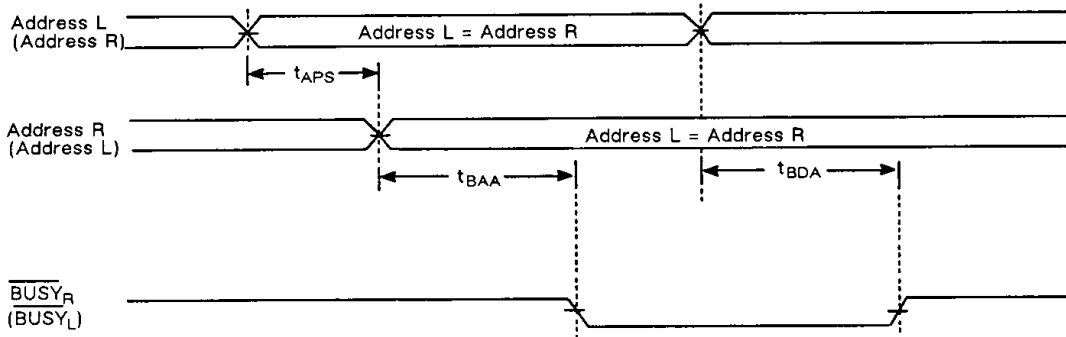 Address L
(Address R)
Address L = Address R
tAPS
Address R
(Address L)
Address L = Address R
tBAA
tBDA
BUSYR
(BUSYL)